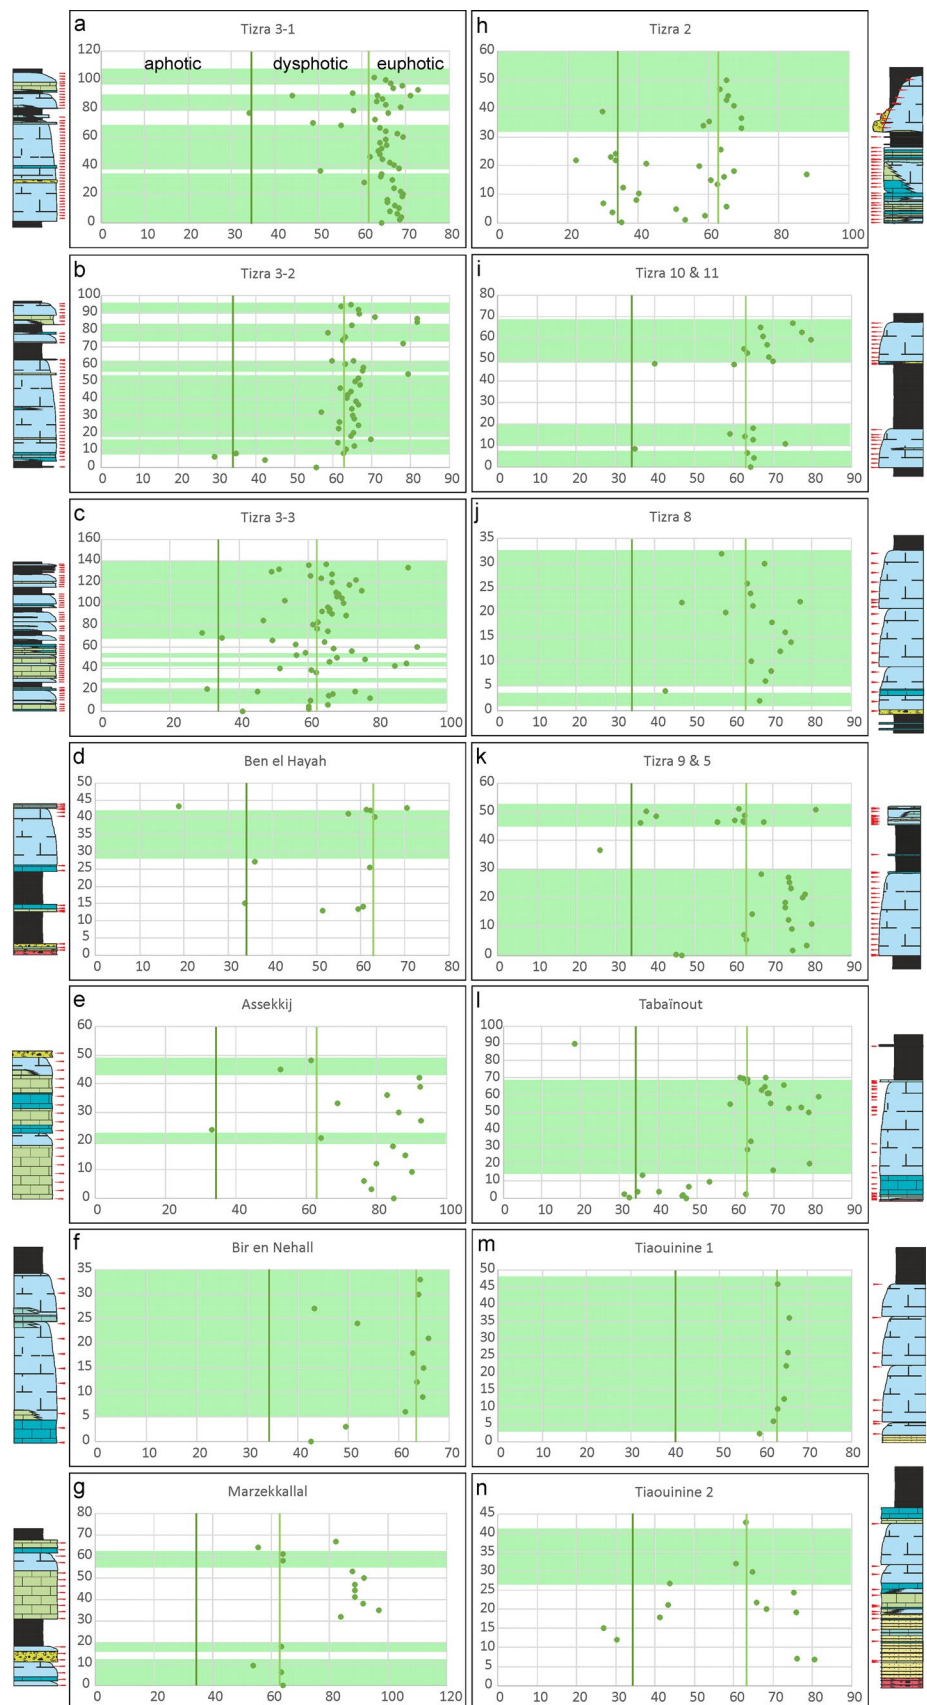 a
Tizra 3-1
aphotic dysphotic euphotic
120
100
80
60
40
20
0
0 10 20 30 40 50 60 70 80
b
Tizra 3-2
100
90
80
70
60
50
40
30
20
10
0
0 10 20 30 40 50 60 70 80 90
c
Tizra 3-3
160
140
120
100
80
60
40
20
0
0 20 40 60 80 100
d
Ben el Hayah
50
45
40
35
30
25
20
15
10
5
0
0 10 20 30 40 50 60 70 80
e
Assekkij
60
50
40
30
20
10
0
0 20 40 60 80 100
f
Bir en Nehall
35
30
25
20
15
10
5
0
0 10 20 30 40 50 60 70
g
Marzekkallal
80
70
60
50
40
30
20
10
0
0 20 40 60 80 100 120
h
Tizra 2
60
50
40
30
20
10
0
0 20 40 60 80 100
i
Tizra 10 & 11
80
70
60
50
40
30
20
10
0
0 10 20 30 40 50 60 70 80 90
j
Tizra 8
35
30
25
20
15
10
5
0
0 10 20 30 40 50 60 70 80 90
k
Tizra 9 & 5
60
50
40
30
20
10
0
0 10 20 30 40 50 60 70 80 90
l
Tabaïnout
100
90
80
70
60
50
40
30
20
10
0
0 10 20 30 40 50 60 70 80 90
m
Tiaouinine 1
50
45
40
35
30
25
20
15
10
5
0
0 10 20 30 40 50 60 70 80
n
Tiaouinine 2
45
40
35
30
25
20
15
10
5
0
0 10 20 30 40 50 60 70 80 90